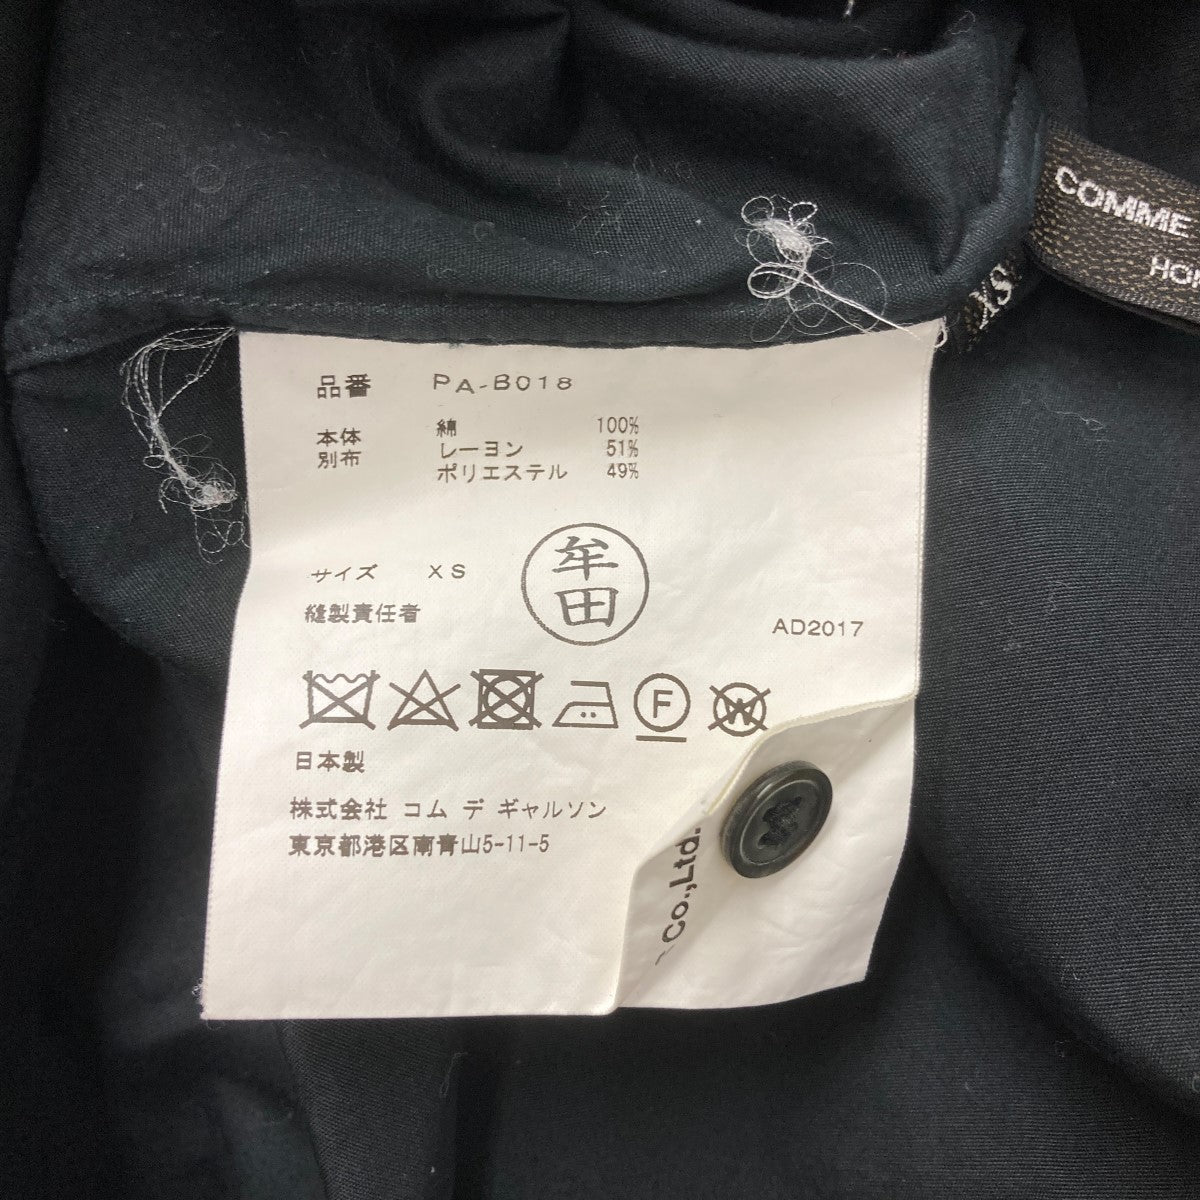 COMME
XS
品番 PA-B018
本体 綿 100%
別布 レーヨン 51%
ポリエステル 49%
サイズ XS
縫製責任者
牟田
AD2017
F
W
日本製
株式会社 コム デ ギャルソン
東京都港区南青山5-11-5
Co.,Ltd.